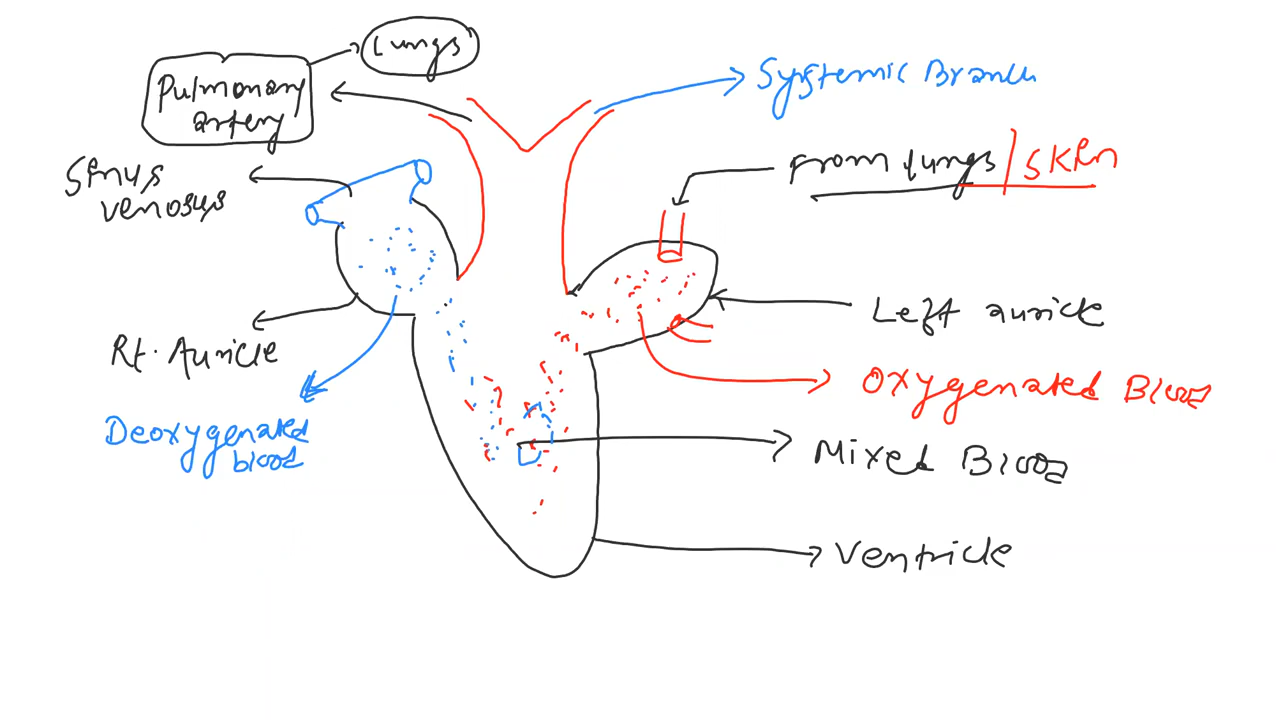 Lungs
Pulmonary
artery
Systemic Branch
Sinus
venosus
From lungs / skin
Rt. Auricle
Left auricle
Oxygenated Blood
Deoxygenated
blood
Mixed Blood
Ventricle